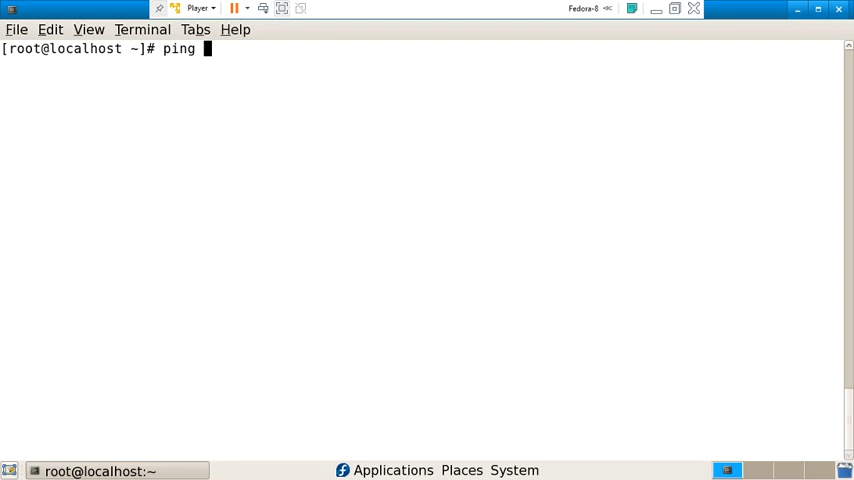 Player
Fedora-8
File Edit View Terminal Tabs Help
[root@localhost ~]# ping
root@localhost:~
Applications Places System